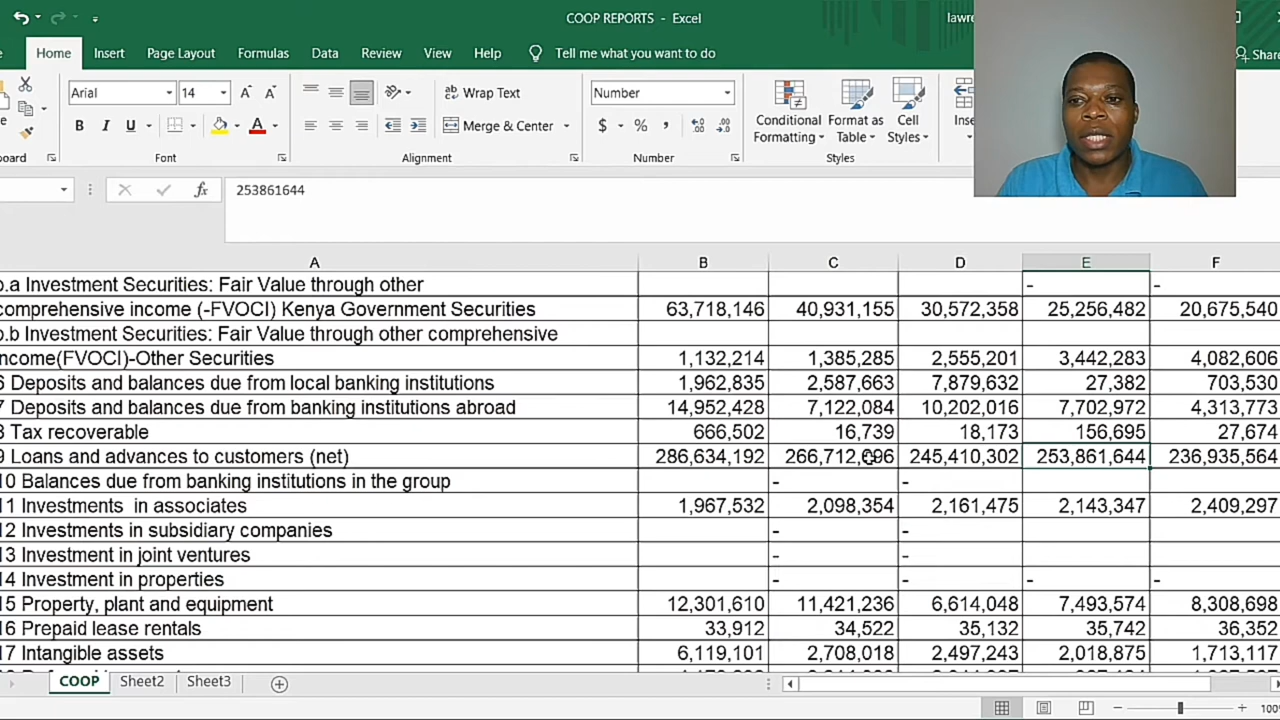 COOP REPORTS - Excel
Home Insert Page Layout Formulas Data Review View Help Tell me what you want to do Share
Arial 14 Wrap Text Number Conditional Format as Cell
B I U Merge & Center $ % Formatting Table Styles
Font Alignment Number Styles
fx 253861644
A B C D E F
comprehensive income (-FVOCI) Kenya Government Securities 63,718,146 40,931,155 30,572,358 25,256,482 20,675,540
Investment Securities: Fair Value through other - -
Investment Securities: Fair Value through other comprehensive
income(FVOCI)-Other Securities 1,132,214 1,385,285 2,555,201 3,442,283 4,082,606
6 Deposits and balances due from local banking institutions 1,962,835 2,587,663 7,879,632 27,382 703,530
7 Deposits and balances due from banking institutions abroad 14,952,428 7,122,084 10,202,016 7,702,972 4,313,773
8 Tax recoverable 666,502 16,739 18,173 156,695 27,674
9 Loans and advances to customers (net) 286,634,192 266,712,696 245,410,302 253,861,644 236,935,564
10 Balances due from banking institutions in the group - -
11 Investments in associates 1,967,532 2,098,354 2,161,475 2,143,347 2,409,297
12 Investments in subsidiary companies - -
13 Investment in joint ventures - -
14 Investment in properties - - - -
15 Property, plant and equipment 12,301,610 11,421,236 6,614,048 7,493,574 8,308,698
16 Prepaid lease rentals 33,912 34,522 35,132 35,742 36,352
17 Intangible assets 6,119,101 2,708,018 2,497,243 2,018,875 1,713,117
COOP Sheet2 Sheet3